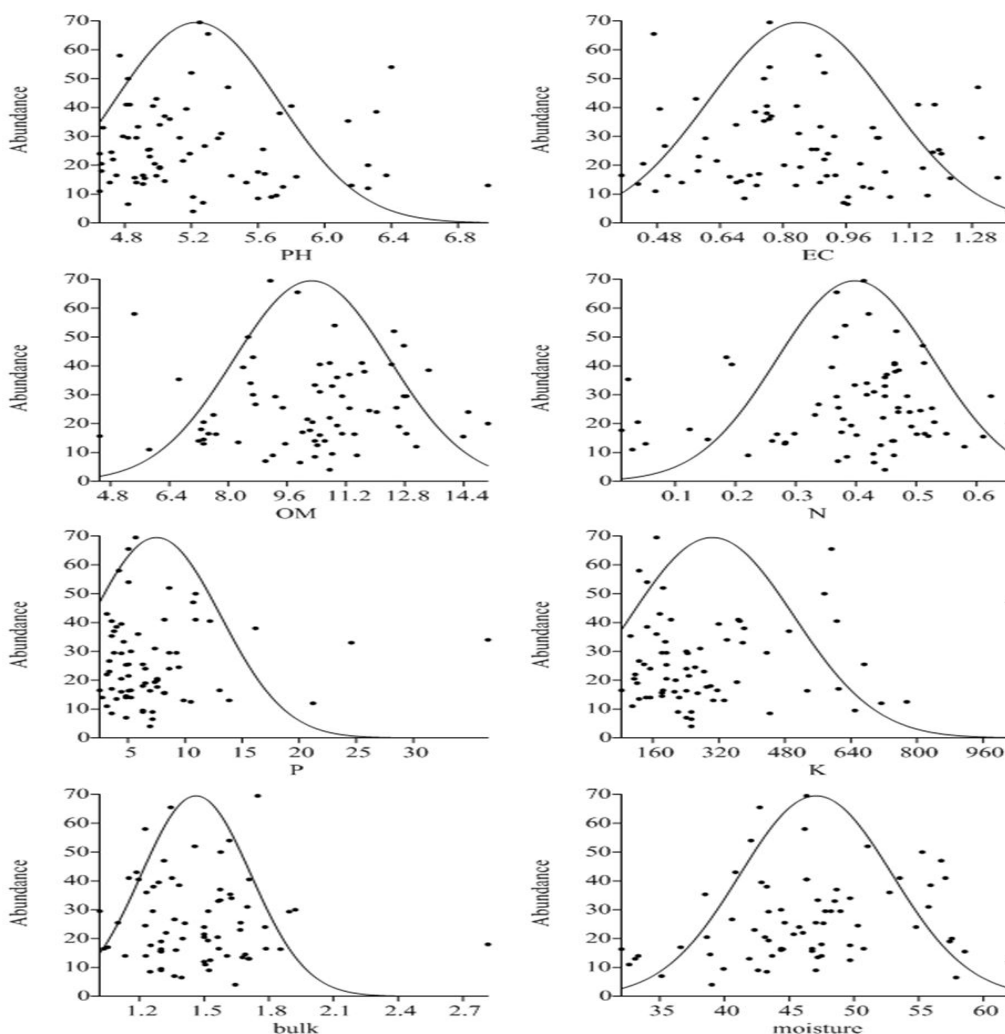 70
60
50
40
30
20
10
0
Abundance
4.8 5.2 5.6 6.0 6.4 6.8
PH
70
60
50
40
30
20
10
0
Abundance
0.48 0.64 0.80 0.96 1.12 1.28
EC
70
60
50
40
30
20
10
0
Abundance
4.8 6.4 8.0 9.6 11.2 12.8 14.4
OM
70
60
50
40
30
20
10
0
Abundance
0.1 0.2 0.3 0.4 0.5 0.6
N
70
60
50
40
30
20
10
0
Abundance
5 10 15 20 25 30
P
70
60
50
40
30
20
10
0
Abundance
160 320 480 640 800 960
K
70
60
50
40
30
20
10
0
Abundance
1.2 1.5 1.8 2.1 2.4 2.7
bulk
70
60
50
40
30
20
10
0
Abundance
35 40 45 50 55 60
moisture